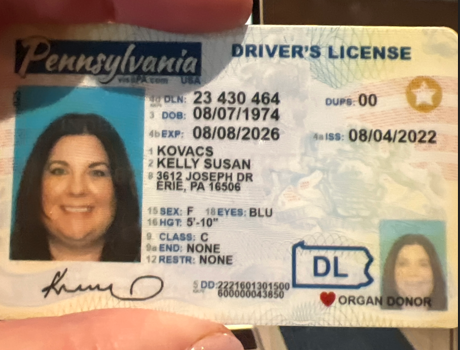 Pennsylvania
visitPA.com USA
DRIVER'S LICENSE
4d DLN: 23 430 464
DUPS: 00
3 DOB: 08/07/1974
4b EXP: 08/08/2026
4a ISS: 08/04/2022
1 KOVACS
2 KELLY SUSAN
8 3612 JOSEPH DR
ERIE, PA 16506
15 SEX: F 18 EYES: BLU
16 HGT: 5'-10"
9 CLASS: C
9a END: NONE
12 RESTR: NONE
DL
5 DD: 2221601301500
600000043850
ORGAN DONOR